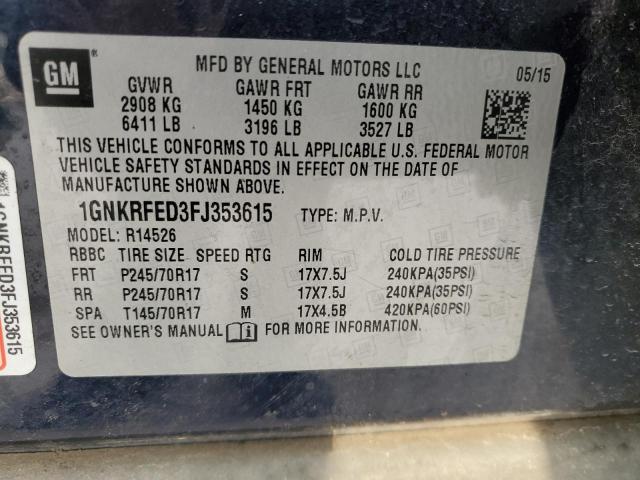 GM
MFD BY GENERAL MOTORS LLC
05/15
GVWR GAWR FRT GAWR RR
2908 KG 1450 KG 1600 KG
6411 LB 3196 LB 3527 LB
THIS VEHICLE CONFORMS TO ALL APPLICABLE U.S. FEDERAL MOTOR
VEHICLE SAFETY STANDARDS IN EFFECT ON THE DATE OF
MANUFACTURE SHOWN ABOVE.
1GNKRFED3FJ353615 TYPE: M.P.V.
MODEL: R14526
RBBC TIRE SIZE SPEED RTG RIM COLD TIRE PRESSURE
FRT P245/70R17 S 17X7.5J 240KPA(35PSI)
RR P245/70R17 S 17X7.5J 240KPA(35PSI)
SPA T145/70R17 M 17X4.5B 420KPA(60PSI)
SEE OWNER'S MANUAL FOR MORE INFORMATION.
1GNKRFED3FJ353615